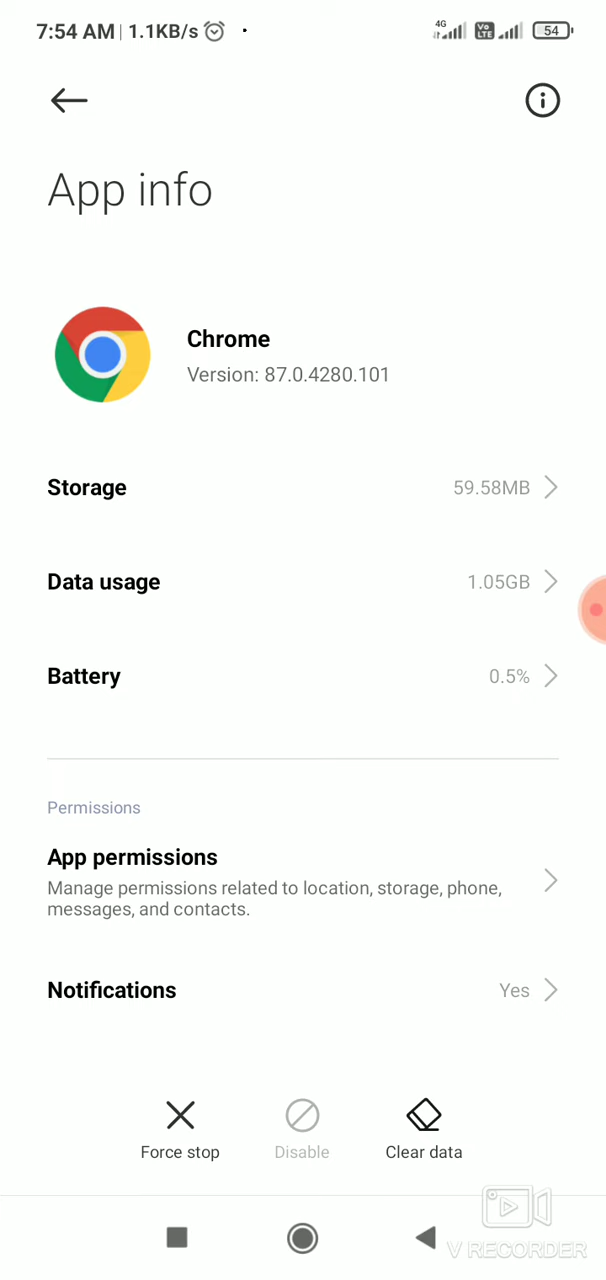 7:54 AM | 1.1KB/s
4G
Vo LTE
54
App info
Chrome
Version: 87.0.4280.101
Storage 59.58MB
Data usage 1.05GB
Battery 0.5%
Permissions
App permissions
Manage permissions related to location, storage, phone,
messages, and contacts.
Notifications Yes
Force stop Disable Clear data
V RECORDER